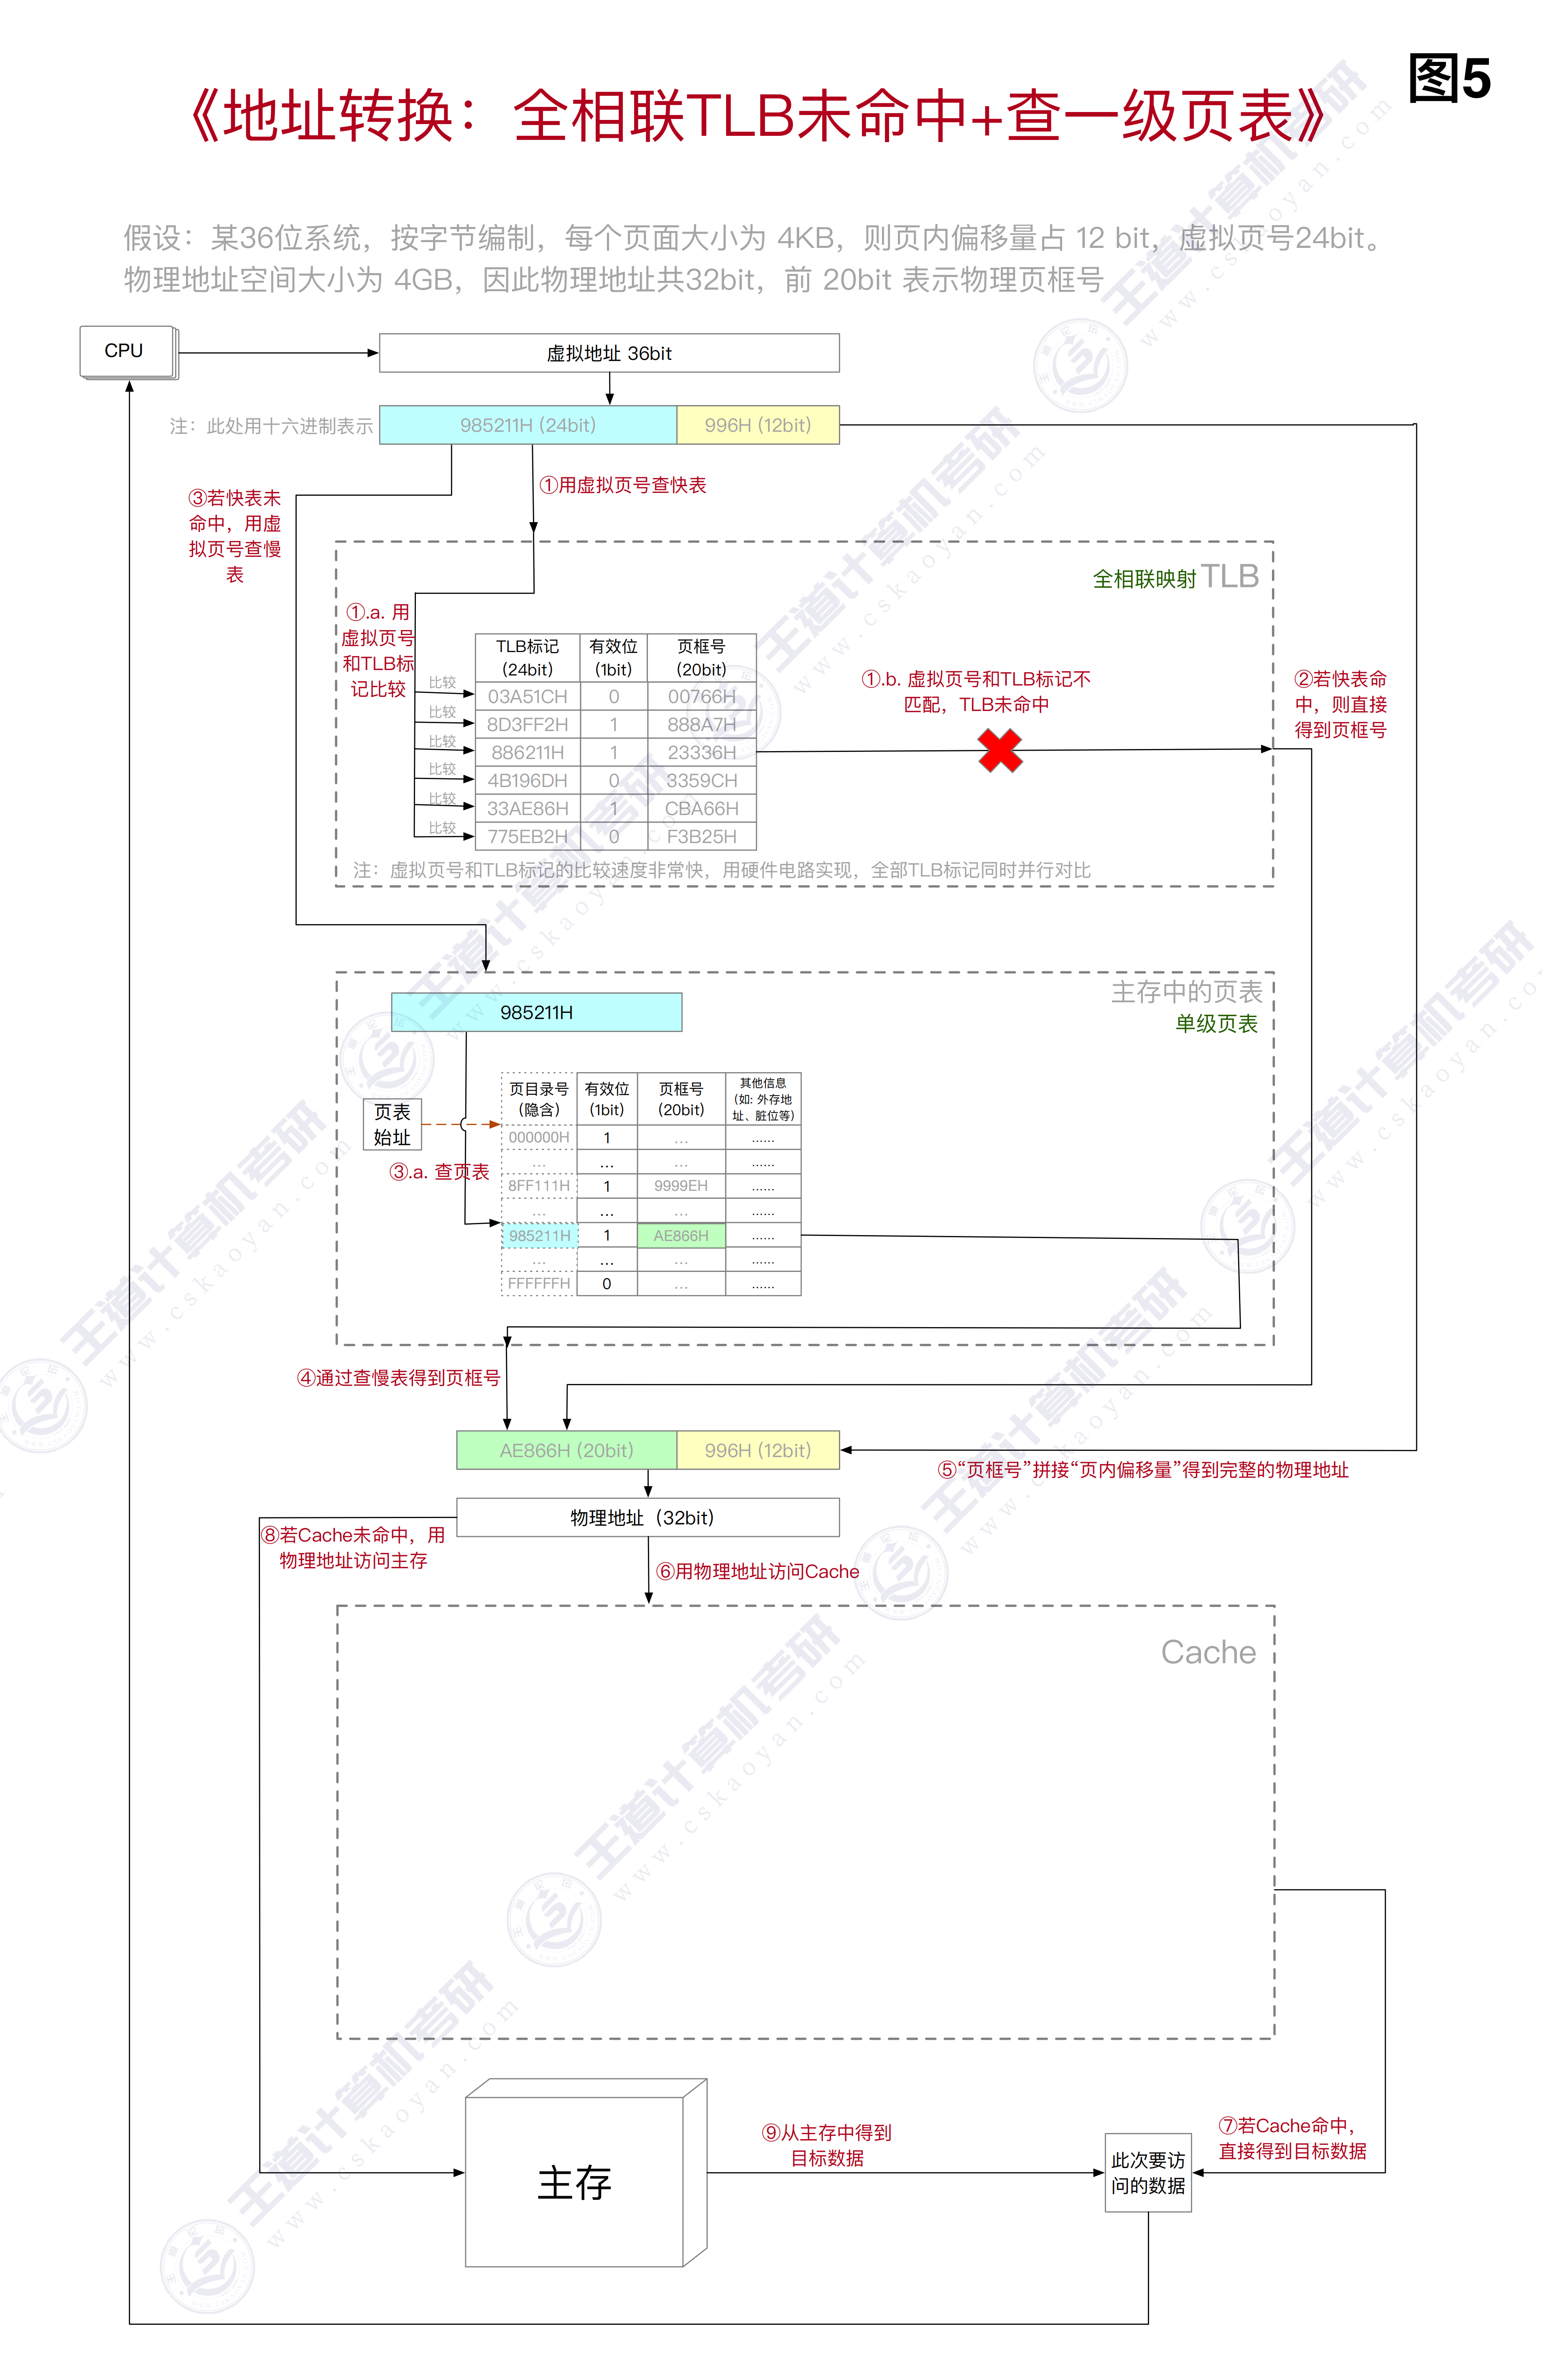 图5
《地址转换：全相联TLB未命中+查一级页表》
假设：某36位系统，按字节编制，每个页面大小为 4KB，则页内偏移量占 12 bit，虚拟页号24bit。
物理地址空间大小为 4GB，因此物理地址共32bit，前 20bit 表示物理页框号
CPU
虚拟地址 36bit
注：此处用十六进制表示
985211H (24bit)
996H (12bit)
①用虚拟页号查快表
③若快表未
命中，用虚
拟页号查慢
表
全相联映射 TLB
①.a. 用
虚拟页号
和TLB标
记比较
TLB标记 有效位 页框号
(24bit) (1bit) (20bit)
比较 03A51CH 0 00766H
比较 8D3FF2H 1 888A7H
比较 886211H 1 23336H
比较 4B196DH 0 3359CH
比较 33AE86H 1 CBA66H
比较 775EB2H 0 F3B25H
①.b. 虚拟页号和TLB标记不
匹配，TLB未命中
②若快表命
中，则直接
得到页框号
注：虚拟页号和TLB标记的比较速度非常快，用硬件电路实现，全部TLB标记同时并行对比
主存中的页表
单级页表
985211H
页表
始址
③.a. 查页表
页目录号 有效位 页框号 其他信息
(隐含) (1bit) (20bit) (如: 外存地
址、脏位等)
000000H 1 ... ......
... ... ... ......
8FF111H 1 9999EH ......
... ... ... ......
985211H 1 AE866H ......
... ... ... ......
FFFFFFH 0 ... ......
④通过查慢表得到页框号
AE866H (20bit)
996H (12bit)
⑤“页框号”拼接“页内偏移量”得到完整的物理地址
物理地址（32bit）
⑧若Cache未命中，用
物理地址访问主存
⑥用物理地址访问Cache
Cache
主存
⑨从主存中得到
目标数据
此次要访
问的数据
⑦若Cache命中，
直接得到目标数据
王道计算机考研
www.cskaoyan.com